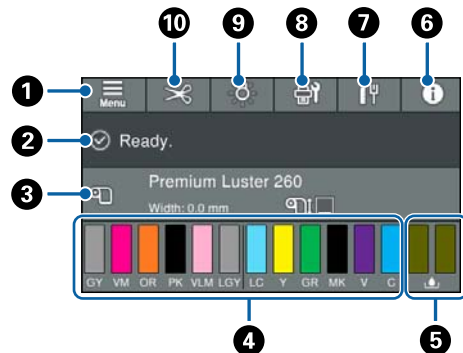 10 9 8 7 6
1
Menu
2
Ready.
3
Premium Luster 260
Width: 0.0 mm
GY VM OR PK VLM LGY LC Y GR MK V C
4 5